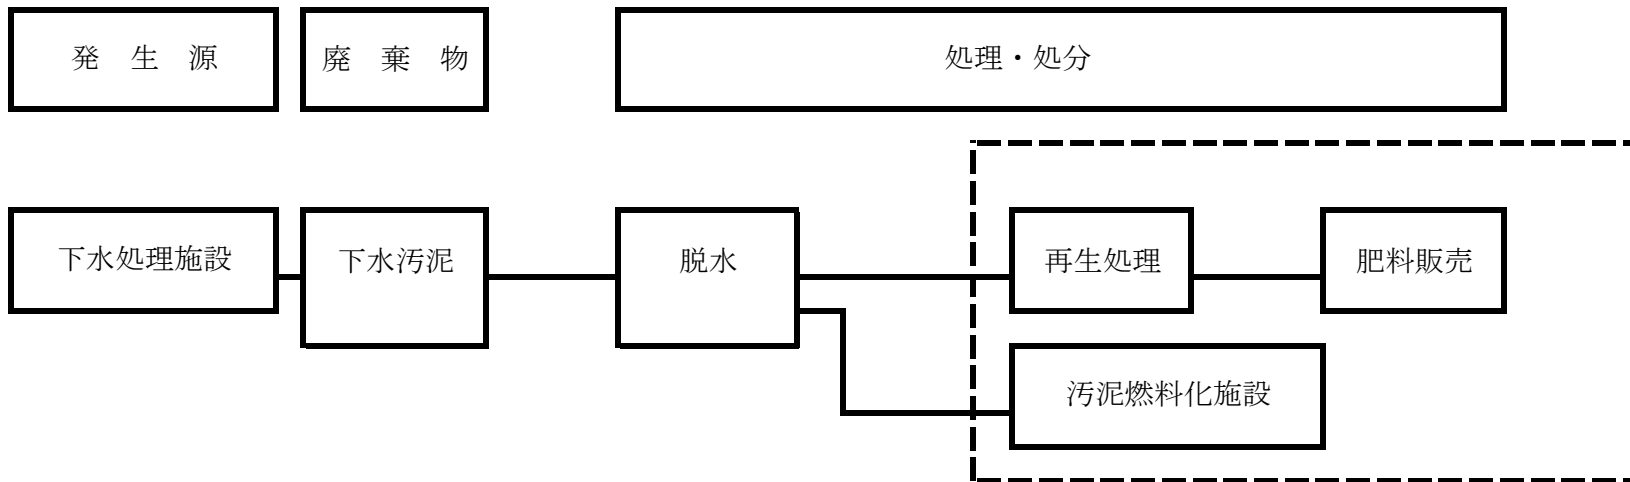 発　生　源
廃　棄　物
処理・処分
下水処理施設
下水汚泥
脱水
再生処理
肥料販売
汚泥燃料化施設